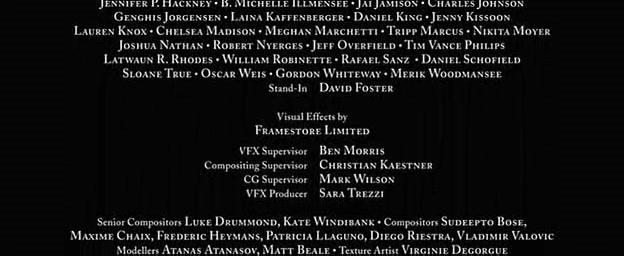 JENNIFER P. HACKNEY • B. MICHELLE ILLMENSEE • JAI JAMISON • CHARLES JOHNSON
GENGHIS JORGENSEN • LAINA KAFFENBERGER • DANIEL KING • JENNY KISSOON
LAUREN KNOX • CHELSEA MADISON • MEGHAN MARCHETTI • TRIPP MARCUS • NIKITA MOYER
JOSHUA NATHAN • ROBERT NYERGES • JEFF OVERFIELD • TIM VANCE PHILIPS
LATWAUN R. RHODES • WILLIAM ROBINETTE • RAFAEL SANZ • DANIEL SCHOFIELD
SLOANE TRUE • OSCAR WEIS • GORDON WHITEWAY • MERIK WOODMANSEE
Stand-In DAVID FOSTER
Visual Effects by
FRAMESTORE LIMITED
VFX Supervisor BEN MORRIS
Compositing Supervisor CHRISTIAN KAESTNER
CG Supervisor MARK WILSON
VFX Producer SARA TREZZI
Senior Compositors LUKE DRUMMOND, KATE WINDIBANK • Compositors SUDEEPTO BOSE,
MAXIME CHAIX, FREDERIC HEYMANS, PATRICIA LLAGUNO, DIEGO RIESTRA, VLADIMIR VALOVIC
Modellers ATANAS ATANASOV, MATT BEALE • Texture Artist VIRGINIE DEGORGUE